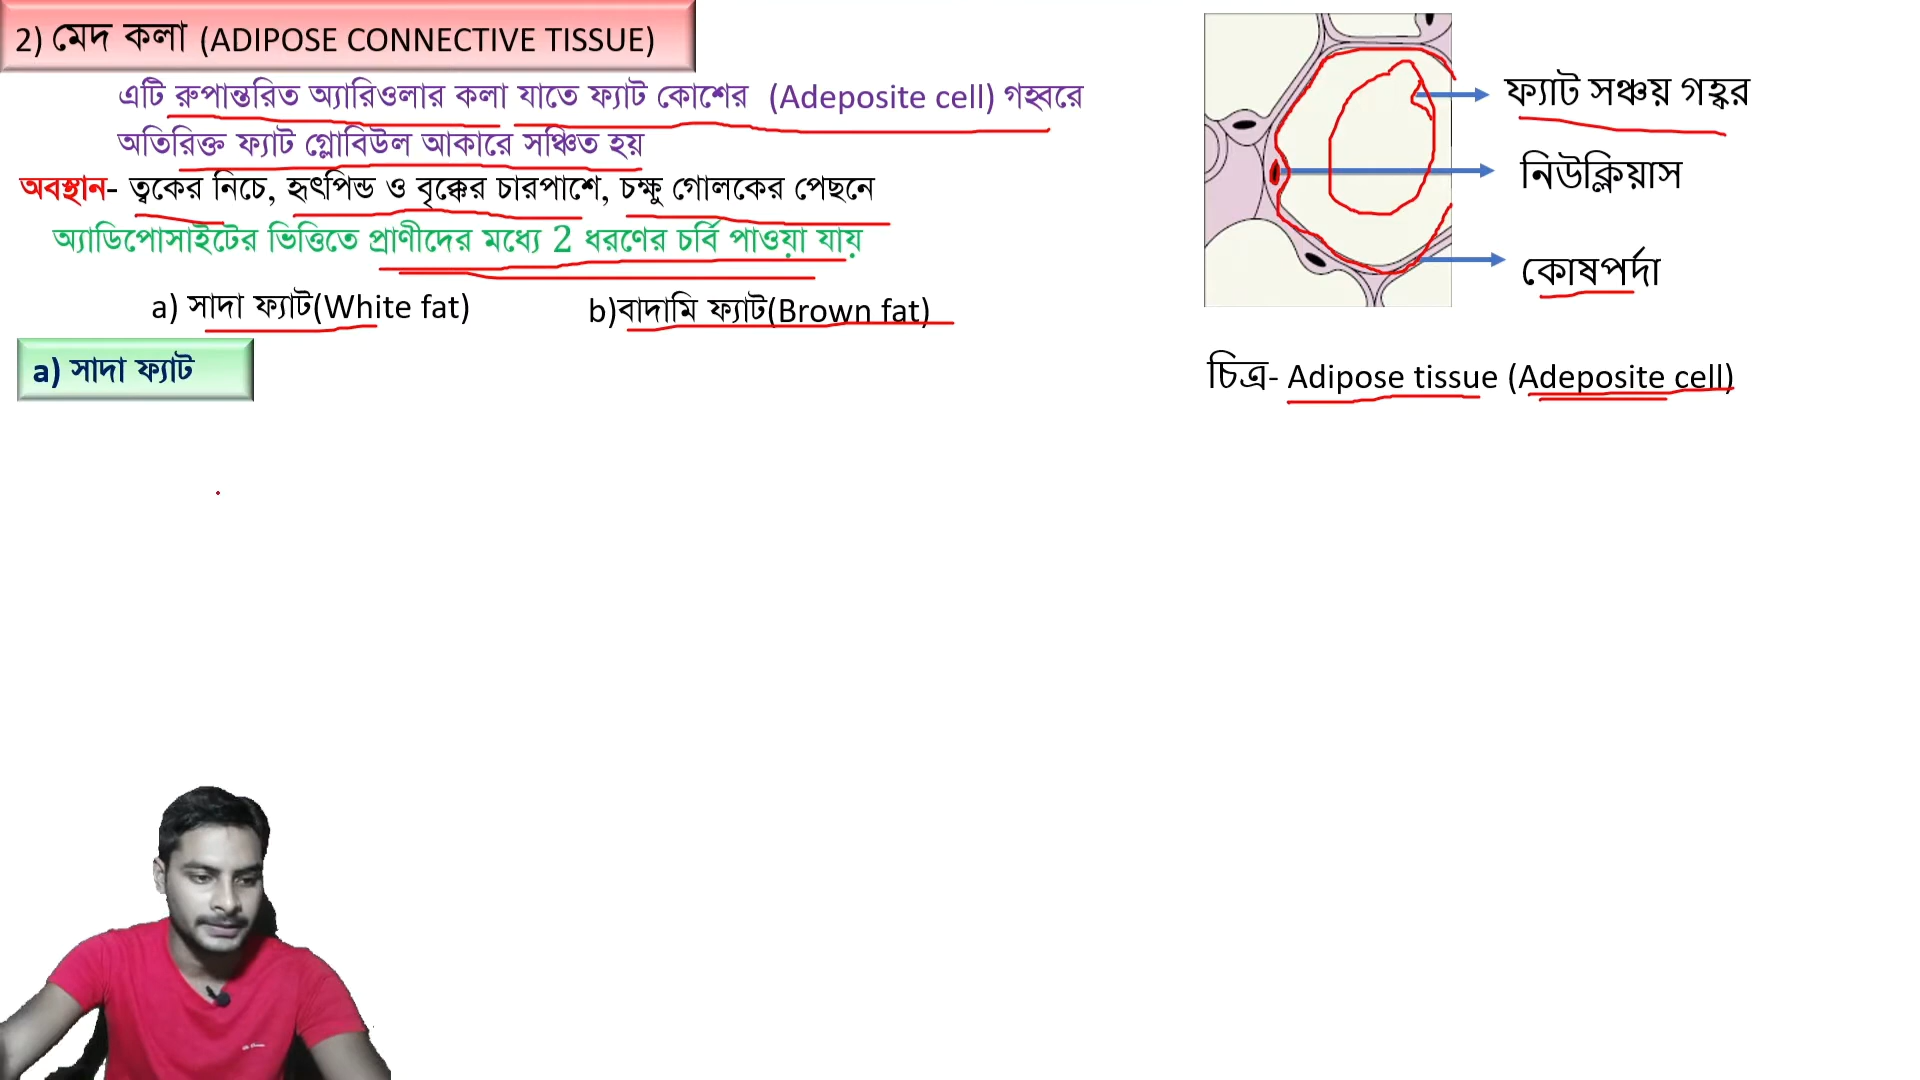 2) মেদ কলা (ADIPOSE CONNECTIVE TISSUE)
এটি রুপান্তরিত অ্যারিওলার কলা যাতে ফ্যাট কোশের (Adeposite cell) গহ্বরে
অতিরিক্ত ফ্যাট গ্লোবিউল আকারে সঞ্চিত হয়
অবস্থান- ত্বকের নিচে, হৃৎপিন্ড ও বৃক্কের চারপাশে, চক্ষু গোলকের পেছনে
অ্যাডিপোসাইটের ভিত্তিতে প্রাণীদের মধ্যে 2 ধরণের চর্বি পাওয়া যায়
a) সাদা ফ্যাট(White fat)
b)বাদামি ফ্যাট(Brown fat)
a) সাদা ফ্যাট
ফ্যাট সঞ্চয় গহ্বর
নিউক্লিয়াস
কোষপর্দা
চিত্র- Adipose tissue (Adeposite cell)